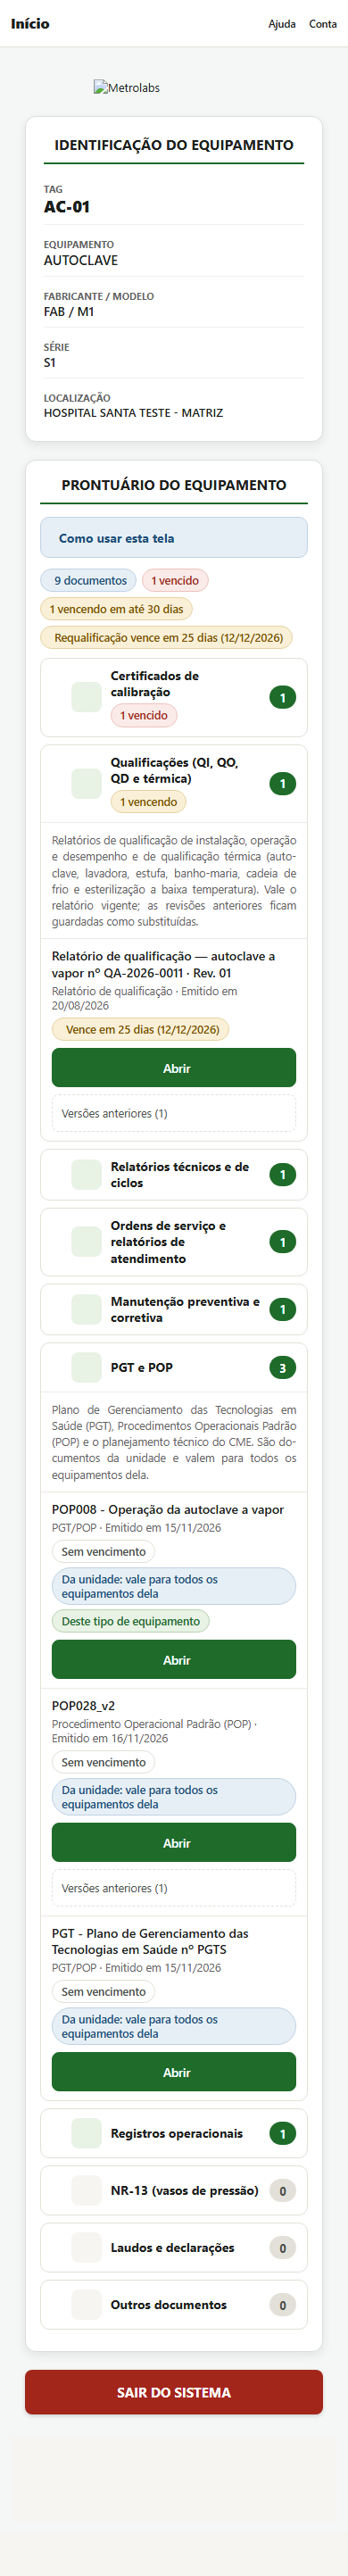 Início
Ajuda
Conta
Metrolabs
IDENTIFICAÇÃO DO EQUIPAMENTO
TAG
AC-01
EQUIPAMENTO
AUTOCLAVE
FABRICANTE / MODELO
FAB / M1
SÉRIE
S1
LOCALIZAÇÃO
HOSPITAL SANTA TESTE - MATRIZ
PRONTUÁRIO DO EQUIPAMENTO
Como usar esta tela
9 documentos
1 vencido
1 vencendo em até 30 dias
Requalificação vence em 25 dias (12/12/2026)
Certificados de
calibração
1 vencido
1
Qualificações (QI, QO,
QD e térmica)
1 vencendo
1
Relatórios de qualificação de instalação, operação
e desempenho e de qualificação térmica (auto-
clave, lavadora, estufa, banho-maria, cadeia de
frio e esterilização a baixa temperatura). Vale o
relatório vigente; as revisões anteriores ficam
guardadas como substituídas.
Relatório de qualificação — autoclave a
vapor nº QA-2026-0011 · Rev. 01
Relatório de qualificação · Emitido em
20/08/2026
Vence em 25 dias (12/12/2026)
Abrir
Versões anteriores (1)
Relatórios técnicos e de
ciclos
1
Ordens de serviço e
relatórios de
atendimento
1
Manutenção preventiva e
corretiva
1
PGT e POP
3
Plano de Gerenciamento das Tecnologias em
Saúde (PGT), Procedimentos Operacionais Padrão
(POP) e o planejamento técnico do CME. São do-
cumentos da unidade e valem para todos os
equipamentos dela.
POP008 - Operação da autoclave a vapor
PGT/POP · Emitido em 15/11/2026
Sem vencimento
Da unidade: vale para todos os
equipamentos dela
Deste tipo de equipamento
Abrir
POP028_v2
Procedimento Operacional Padrão (POP) ·
Emitido em 16/11/2026
Sem vencimento
Da unidade: vale para todos os
equipamentos dela
Abrir
Versões anteriores (1)
PGT - Plano de Gerenciamento das
Tecnologias em Saúde nº PGTS
PGT/POP · Emitido em 15/11/2026
Sem vencimento
Da unidade: vale para todos os
equipamentos dela
Abrir
Registros operacionais
1
NR-13 (vasos de pressão)
0
Laudos e declarações
0
Outros documentos
0
SAIR DO SISTEMA